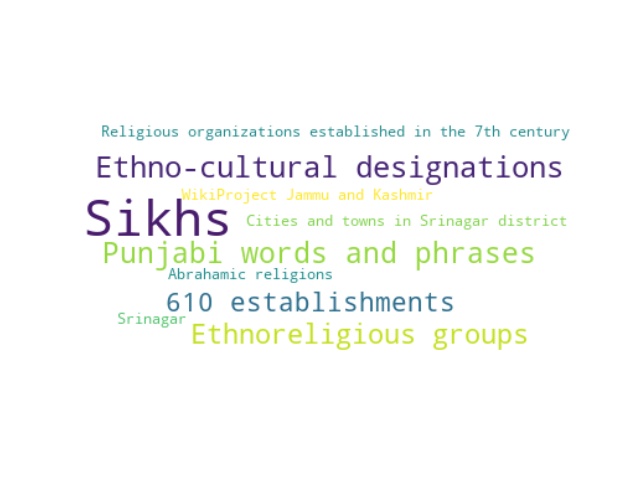 Religious organizations established in the 7th century
Ethno-cultural designations
WikiProject Jammu and Kashmir
Sikhs
Cities and towns in Srinagar district
Punjabi words and phrases
Abrahamic religions
610 establishments
Srinagar
Ethnoreligious groups